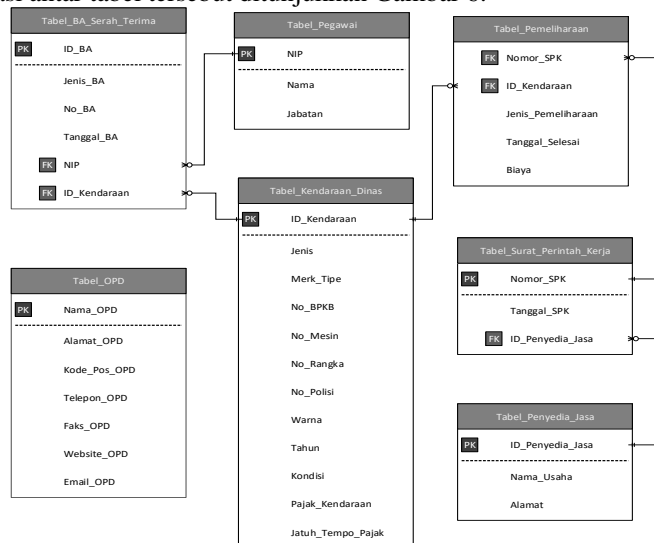 Tabel_BA_Serah_Terima
PK ID_BA
Jenis_BA
No_BA
Tanggal_BA
FK NIP
FK ID_Kendaraan
Tabel_Pegawai
PK NIP
Nama
Jabatan
Tabel_Pemeliharaan
FK Nomor_SPK
FK ID_Kendaraan
Jenis_Pemeliharaan
Tanggal_Selesai
Biaya
Tabel_OPD
PK Nama_OPD
Alamat_OPD
Kode_Pos_OPD
Telepon_OPD
Faks_OPD
Website_OPD
Email_OPD
Tabel_Kendaraan_Dinas
PK ID_Kendaraan
Jenis
Merk_Tipe
No_BPKB
No_Mesin
No_Rangka
No_Polisi
Warna
Tahun
Kondisi
Pajak_Kendaraan
Jatuh_Tempo_Pajak
Tabel_Surat_Perintah_Kerja
PK Nomor_SPK
Tanggal_SPK
FK ID_Penyedia_Jasa
Tabel_Penyedia_Jasa
PK ID_Penyedia_Jasa
Nama_Usaha
Alamat